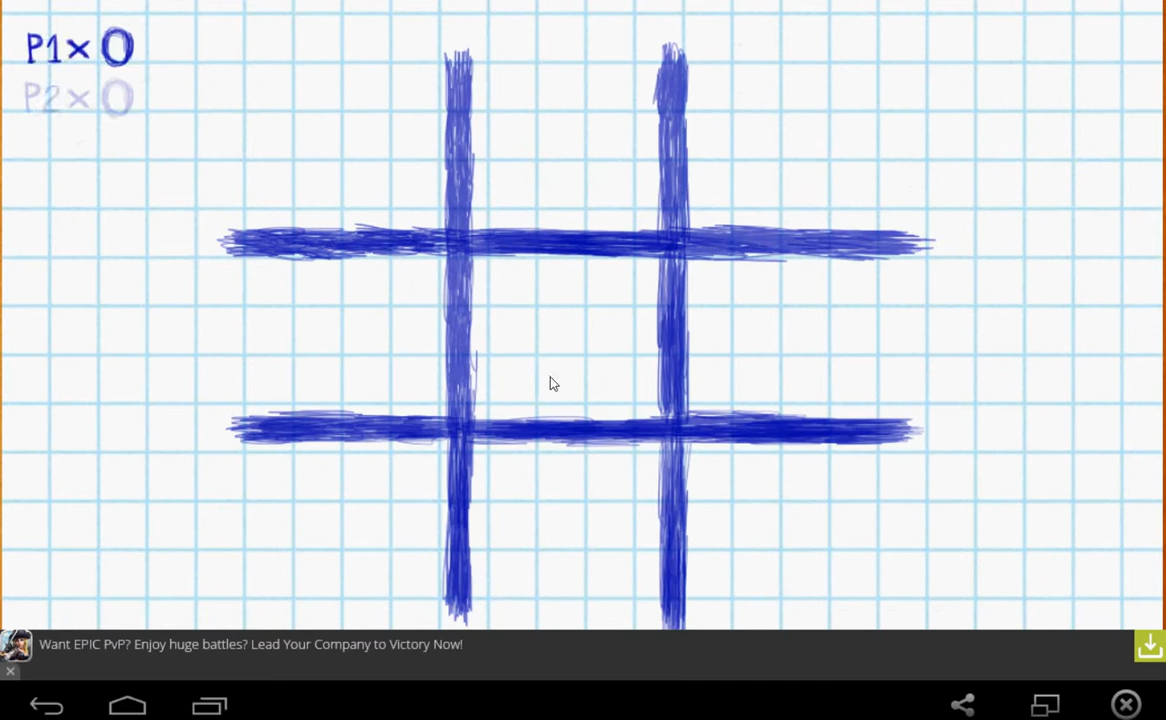 P1×0
P2×0
Want EPIC PvP? Enjoy huge battles? Lead Your Company to Victory Now!